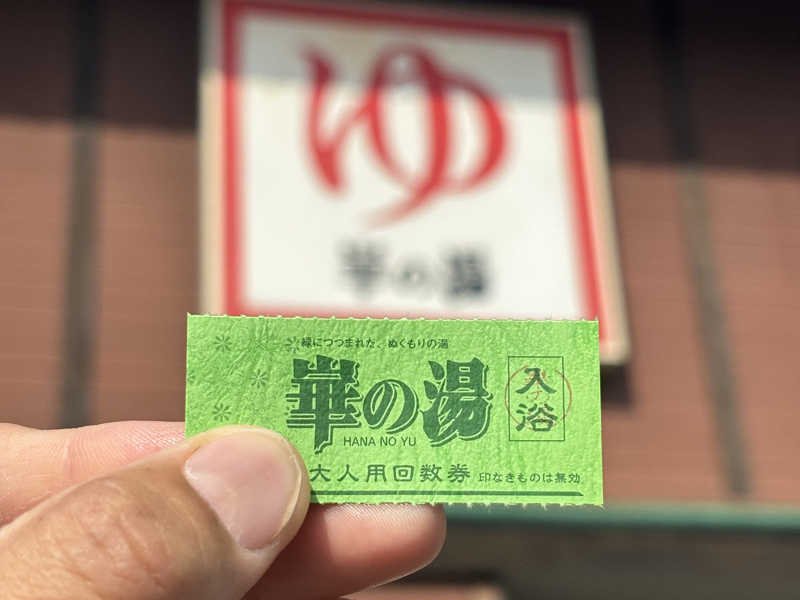 ゆ
華の湯
緑につつまれた、ぬくもりの湯
華の湯
HANA NO YU
入浴
大人用回数券 印なきものは無効